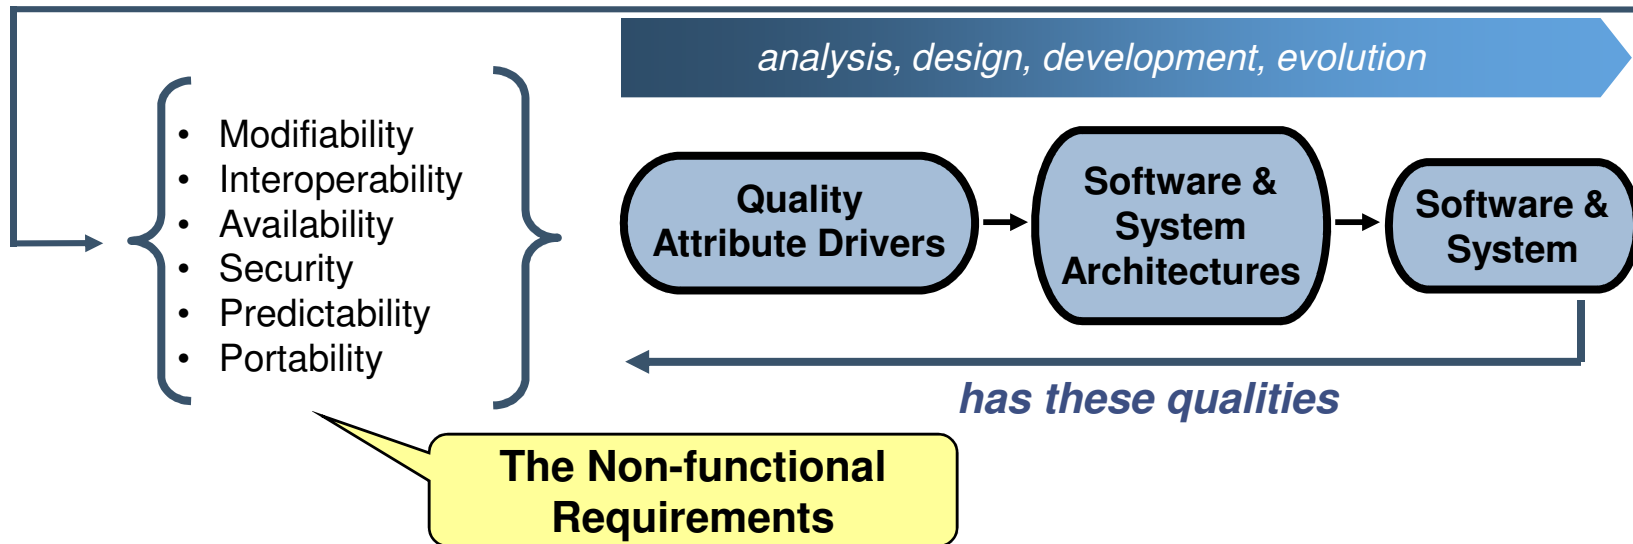 analysis, design, development, evolution
• Modifiability
• Interoperability
• Availability
• Security
• Predictability
• Portability
Quality
Attribute Drivers
Software &
System
Architectures
Software &
System
has these qualities
The Non-functional
Requirements